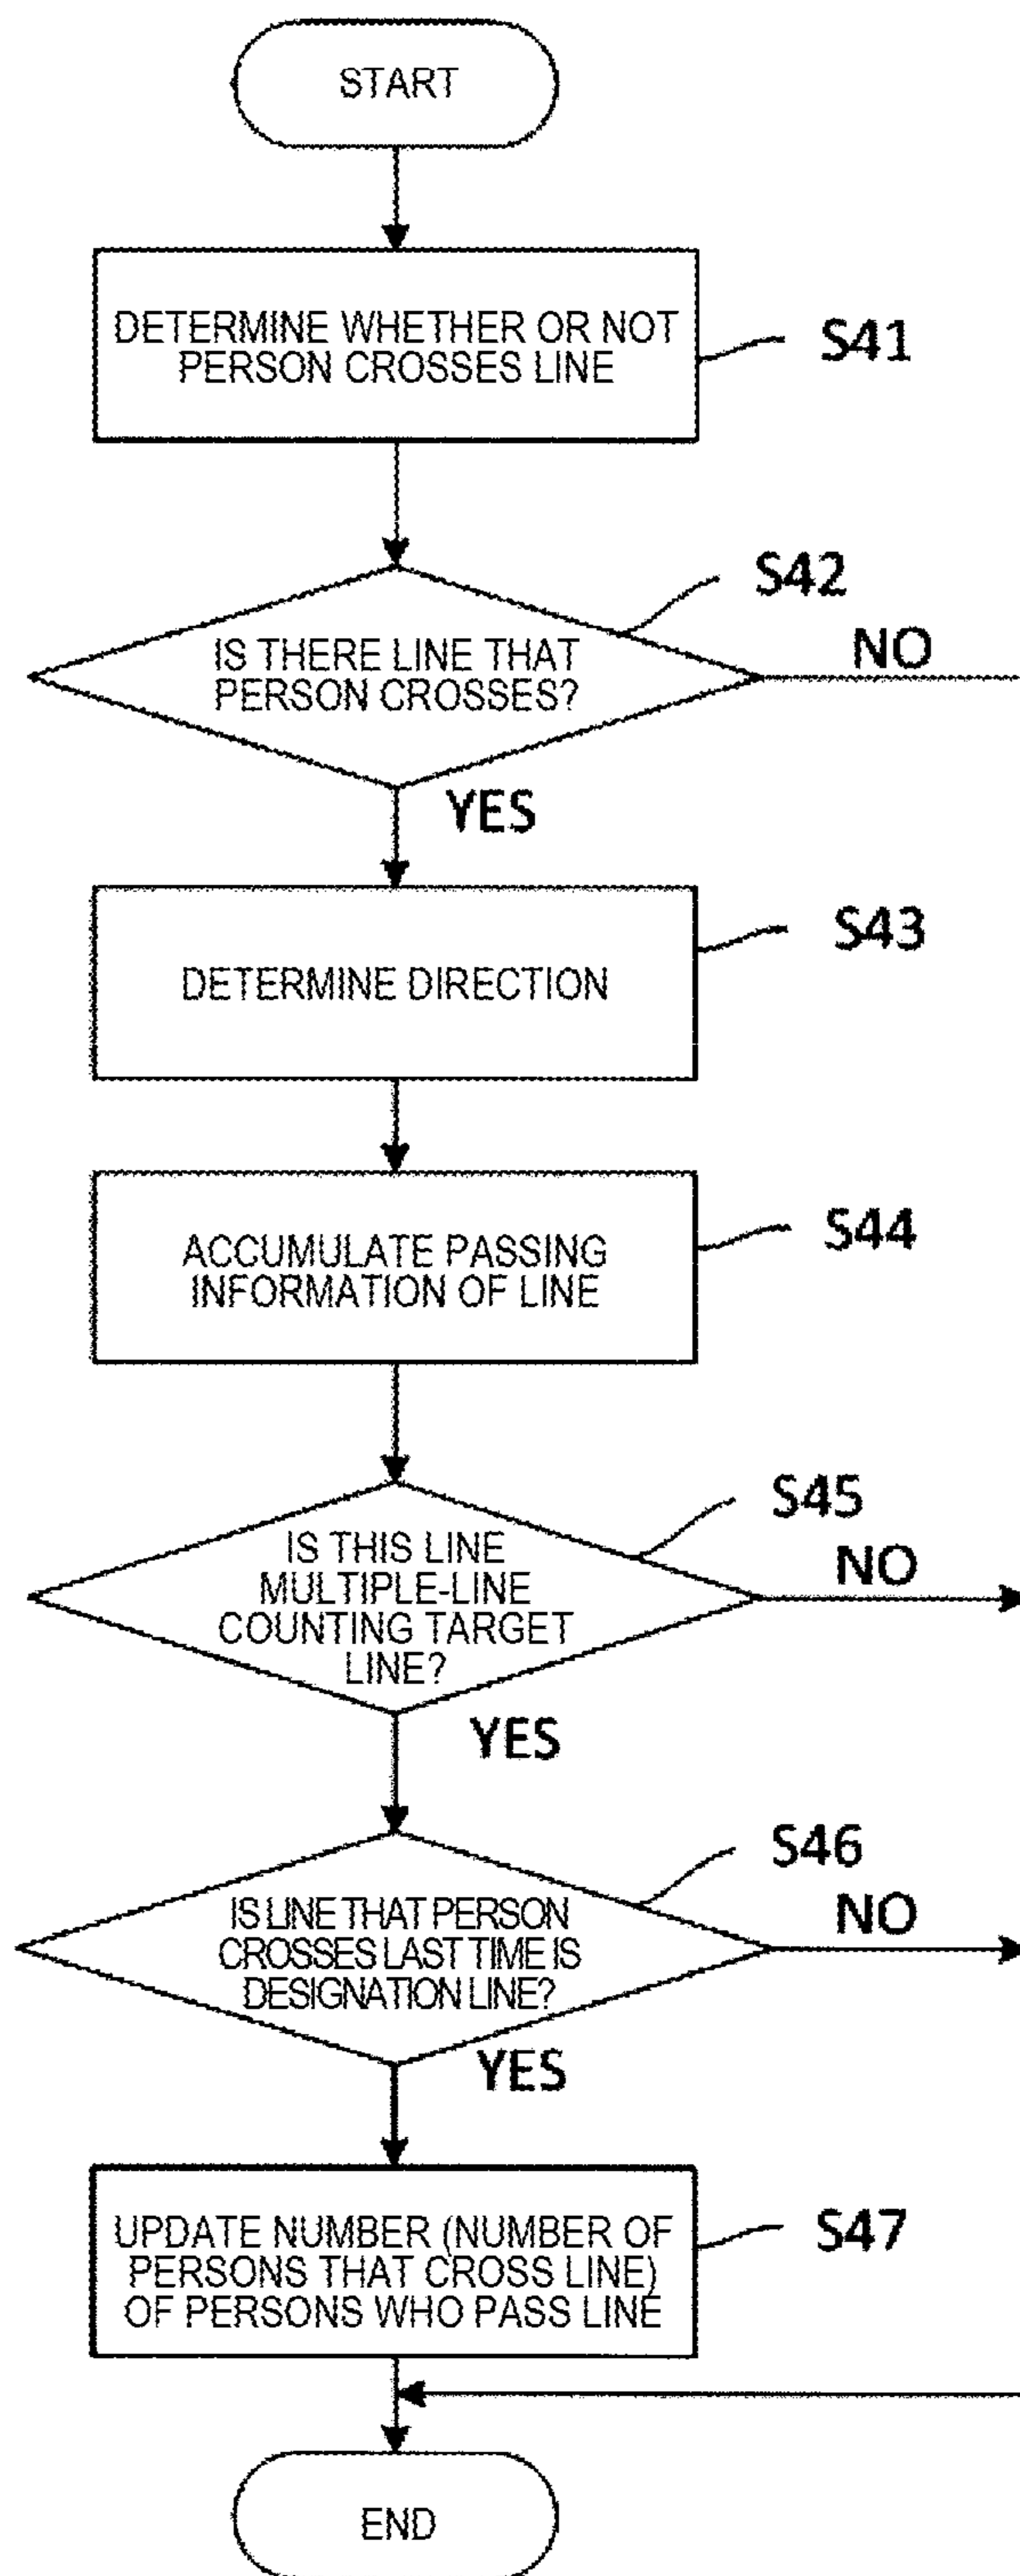 START
DETERMINE WHETHER OR NOT
PERSON CROSSES LINE
S41
S42
IS THERE LINE THAT
PERSON CROSSES?
NO
YES
DETERMINE DIRECTION
S43
ACCUMULATE PASSING
INFORMATION OF LINE
S44
S45
IS THIS LINE
MULTIPLE-LINE
COUNTING TARGET
LINE?
NO
YES
S46
IS LINE THAT PERSON
CROSSES LAST TIME IS
DESIGNATION LINE?
NO
YES
UPDATE NUMBER (NUMBER OF
PERSONS THAT CROSS LINE)
OF PERSONS WHO PASS LINE
S47
END